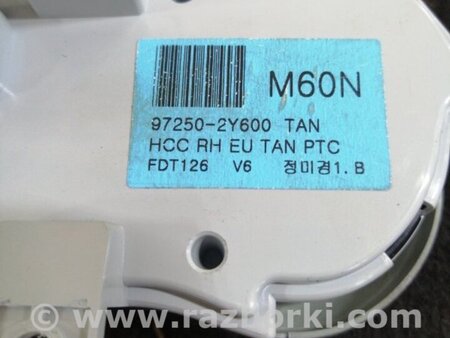 M60N
97250-2Y600 TAN
HCC RH EU TAN PTC
FDT126 V6 정미경1.B
www.razborki.com